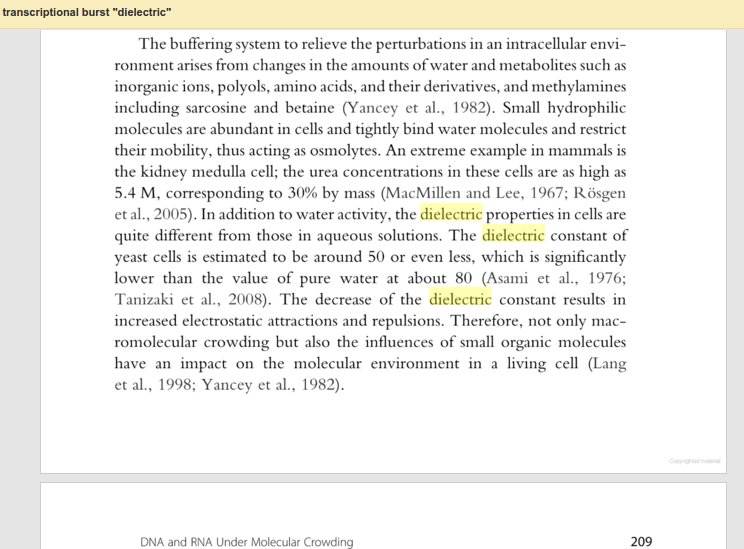 transcriptional burst "dielectric"
The buffering system to relieve the perturbations in an intracellular envi-
ronment arises from changes in the amounts of water and metabolites such as
inorganic ions, polyols, amino acids, and their derivatives, and methylamines
including sarcosine and betaine (Yancey et al., 1982). Small hydrophilic
molecules are abundant in cells and tightly bind water molecules and restrict
their mobility, thus acting as osmolytes. An extreme example in mammals is
the kidney medulla cell; the urea concentrations in these cells are as high as
5.4 M, corresponding to 30% by mass (MacMillen and Lee, 1967; Rösgen
et al., 2005). In addition to water activity, the dielectric properties in cells are
quite different from those in aqueous solutions. The dielectric constant of
yeast cells is estimated to be around 50 or even less, which is significantly
lower than the value of pure water at about 80 (Asami et al., 1976;
Tanizaki et al., 2008). The decrease of the dielectric constant results in
increased electrostatic attractions and repulsions. Therefore, not only mac-
romolecular crowding but also the influences of small organic molecules
have an impact on the molecular environment in a living cell (Lang
et al., 1998; Yancey et al., 1982).
Copyrighted material
DNA and RNA Under Molecular Crowding 209